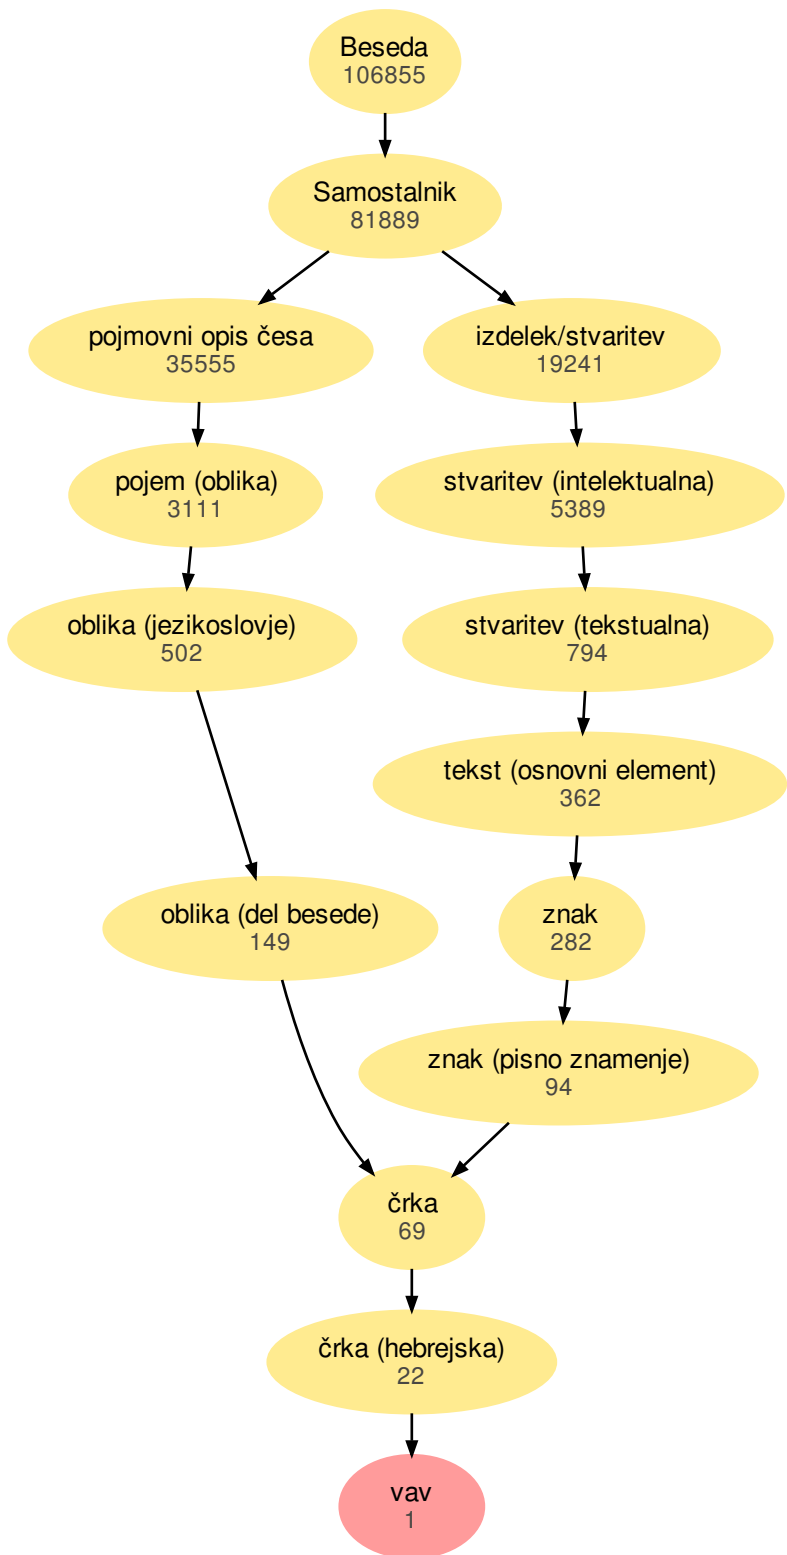 Beseda
106855
Samostalnik
81889
pojmovni opis česa
35555
izdelek/stvaritev
19241
pojem (oblika)
3111
stvaritev (intelektualna)
5389
oblika (jezikoslovje)
502
stvaritev (tekstualna)
794
tekst (osnovni element)
362
oblika (del besede)
149
znak
282
znak (pisno znamenje)
94
črka
69
črka (hebrejska)
22
vav
1